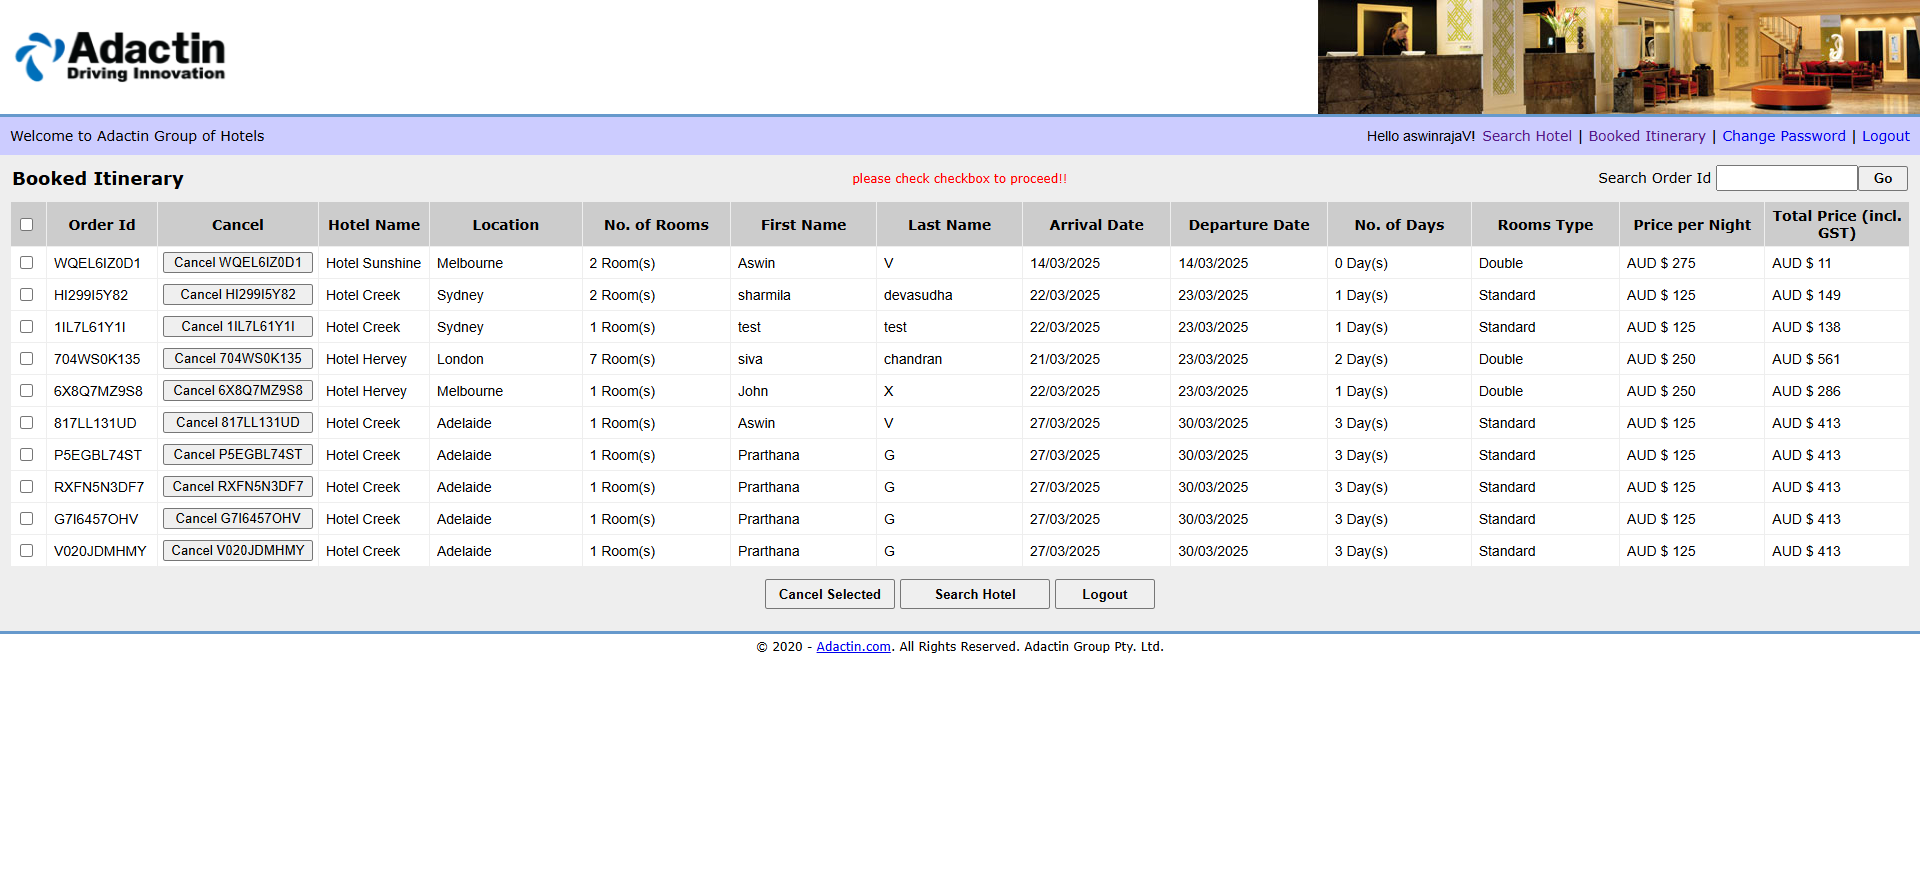 Adactin
Driving Innovation
Welcome to Adactin Group of Hotels
Hello aswinrajaV! Search Hotel | Booked Itinerary | Change Password | Logout
Booked Itinerary
please check checkbox to proceed!!
Search Order Id Go
Order Id Cancel Hotel Name Location No. of Rooms First Name Last Name Arrival Date Departure Date No. of Days Rooms Type Price per Night Total Price (incl. GST)
WQEL6IZ0D1 Cancel WQEL6IZ0D1 Hotel Sunshine Melbourne 2 Room(s) Aswin V 14/03/2025 14/03/2025 0 Day(s) Double AUD $ 275 AUD $ 11
HI299I5Y82 Cancel HI299I5Y82 Hotel Creek Sydney 2 Room(s) sharmila devasudha 22/03/2025 23/03/2025 1 Day(s) Standard AUD $ 125 AUD $ 149
1IL7L61Y1I Cancel 1IL7L61Y1I Hotel Creek Sydney 1 Room(s) test test 22/03/2025 23/03/2025 1 Day(s) Standard AUD $ 125 AUD $ 138
704WS0K135 Cancel 704WS0K135 Hotel Hervey London 7 Room(s) siva chandran 21/03/2025 23/03/2025 2 Day(s) Double AUD $ 250 AUD $ 561
6X8Q7MZ9S8 Cancel 6X8Q7MZ9S8 Hotel Hervey Melbourne 1 Room(s) John X 22/03/2025 23/03/2025 1 Day(s) Double AUD $ 250 AUD $ 286
817LL131UD Cancel 817LL131UD Hotel Creek Adelaide 1 Room(s) Aswin V 27/03/2025 30/03/2025 3 Day(s) Standard AUD $ 125 AUD $ 413
P5EGBL74ST Cancel P5EGBL74ST Hotel Creek Adelaide 1 Room(s) Prarthana G 27/03/2025 30/03/2025 3 Day(s) Standard AUD $ 125 AUD $ 413
RXFN5N3DF7 Cancel RXFN5N3DF7 Hotel Creek Adelaide 1 Room(s) Prarthana G 27/03/2025 30/03/2025 3 Day(s) Standard AUD $ 125 AUD $ 413
G7I6457OHV Cancel G7I6457OHV Hotel Creek Adelaide 1 Room(s) Prarthana G 27/03/2025 30/03/2025 3 Day(s) Standard AUD $ 125 AUD $ 413
V020JDMHMY Cancel V020JDMHMY Hotel Creek Adelaide 1 Room(s) Prarthana G 27/03/2025 30/03/2025 3 Day(s) Standard AUD $ 125 AUD $ 413
Cancel Selected Search Hotel Logout
© 2020 - Adactin.com. All Rights Reserved. Adactin Group Pty. Ltd.